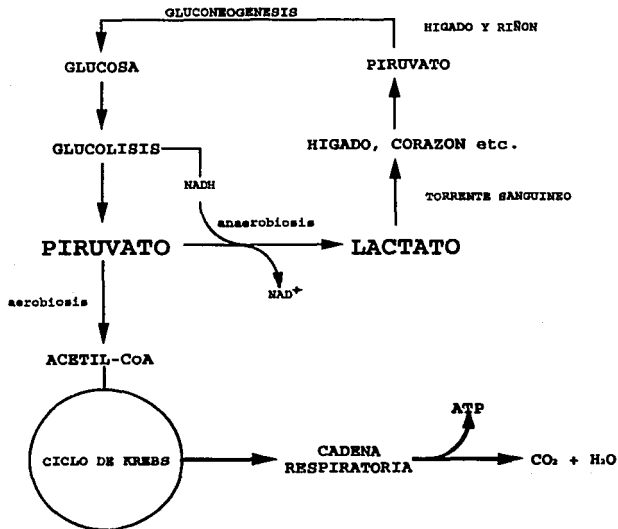 GLUCONEOGENESIS
HIGADO Y RIÑON
GLUCOSA
PIRUVATO
GLUCOLISIS
HIGADO, CORAZON etc.
NADH
TORRENTE SANGUINEO
anaerobiosis
PIRUVATO
LACTATO
NAD+
aerobiosis
ACETIL-CoA
ATP
CICLO DE KREBS
CADENA
RESPIRATORIA
CO₂ + H₂O